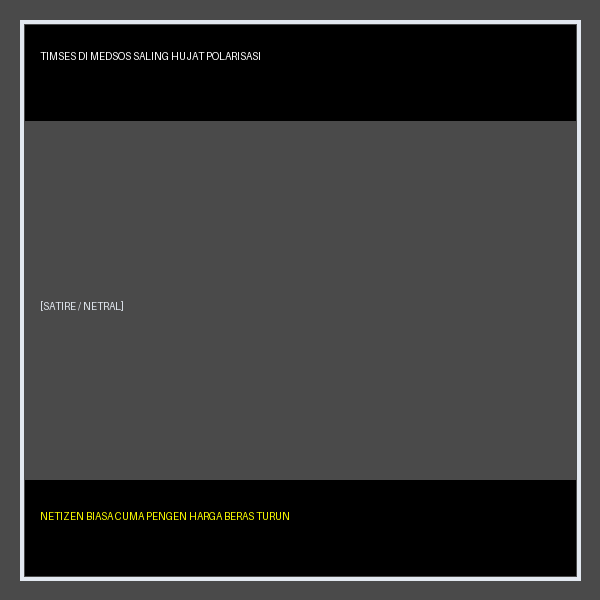 TIMSES DI MEDSOS SALING HUJAT POLARISASI
[SATIRE / NETRAL]
NETIZEN BIASA CUMA PENGEN HARGA BERAS TURUN